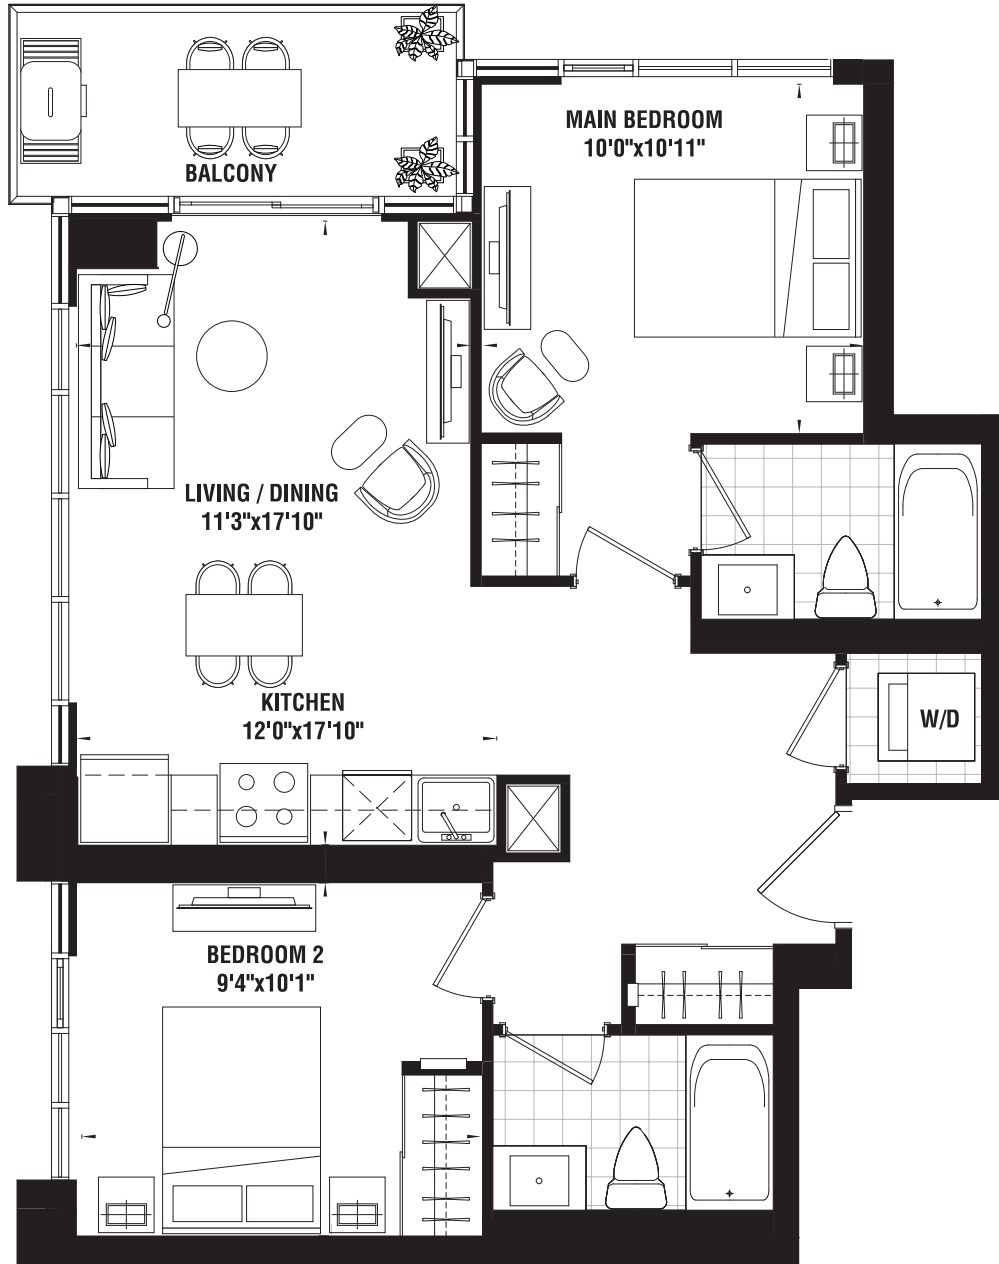 MAIN BEDROOM
10'0"x10'11"
BALCONY
LIVING / DINING
11'3"x17'10"
KITCHEN
12'0"x17'10"
W/D
BEDROOM 2
9'4"x10'1"